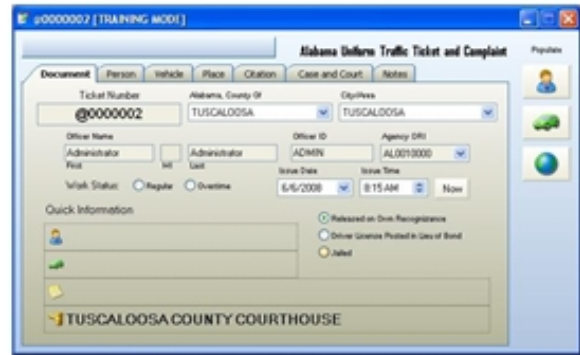 @0000002 [TRAINING MODE]
Alabama Uniform Traffic Ticket and Complaint
Populate
Document Person Vehicle Place Citation Case and Court Notes
Ticket Number Alabama, County Of City/Area
@0000002 TUSCALOOSA TUSCALOOSA
Officer Name Officer ID Agency ORI
Administrator Administrator ADMIN AL0010000
First MI Last Issue Date Issue Time
Work Status: Regular Overtime 6/6/2008 8:15 AM Now
Quick Information
Released on Own Recognizance
Driver License Posted in Lieu of Bond
Jailed
TUSCALOOSA COUNTY COURTHOUSE